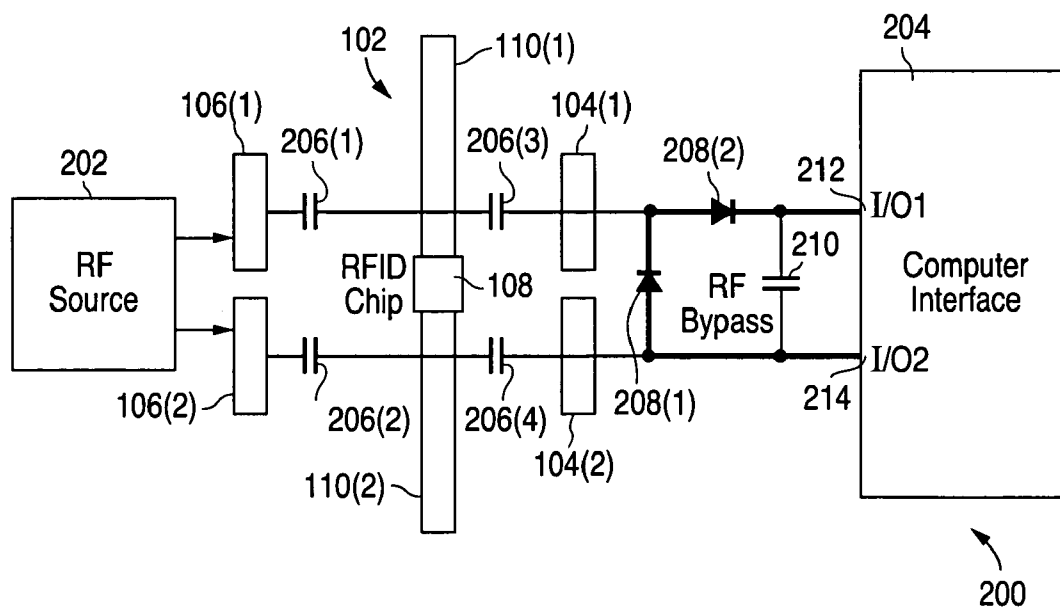 102
110(1)
204
106(1)
104(1)
206(1)
206(3)
208(2)
202
212
I/O1
RF
Source
RFID
Chip
108
210
RF
Bypass
Computer
Interface
I/O2
106(2)
206(2)
206(4)
208(1)
214
104(2)
110(2)
200